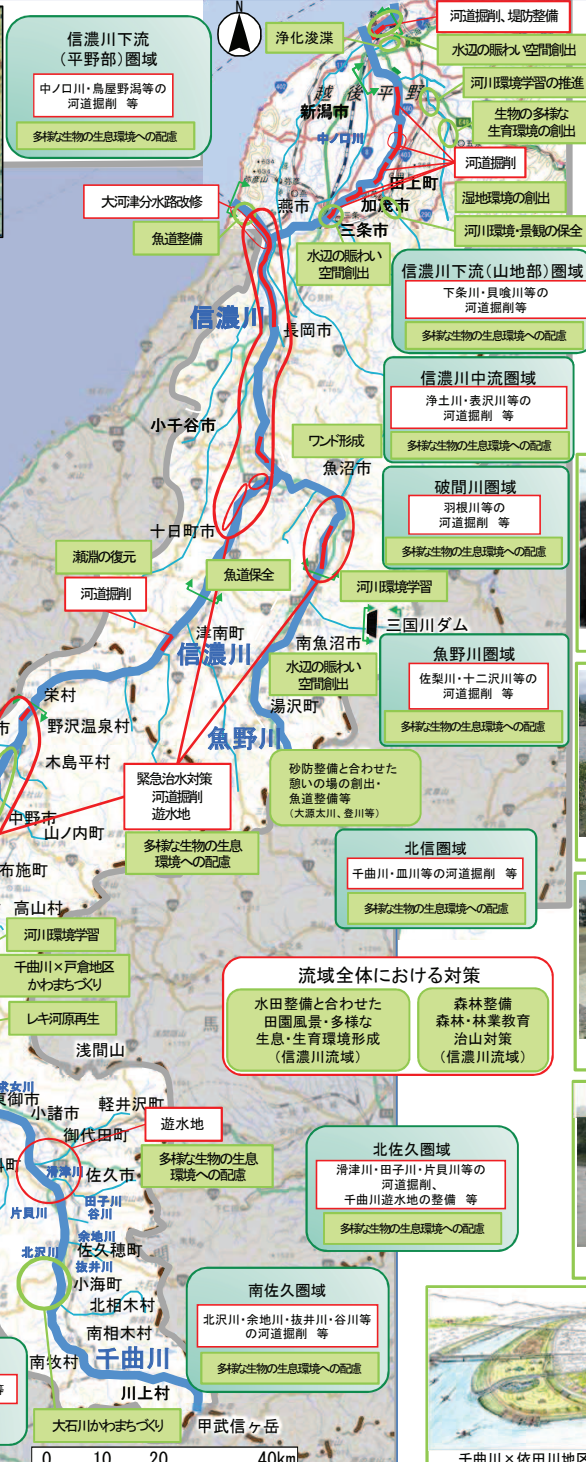 信濃川下流
(平野部)圏域
中ノ口川・鳥屋野潟等の
河道掘削 等
多様な生物の生息環境への配慮
N
浄化浚渫
河道掘削、堤防整備
水辺の賑わい空間創出
河川環境学習の推進
生物の多様な
生育環境の創出
越後平野
新潟市
中ノ口川
河道掘削
田上町
湿地環境の創出
大河津分水路改修
燕市
加茂市
三条市
河川環境・景観の保全
魚道整備
水辺の賑わい
空間創出
信濃川下流(山地部)圏域
下条川・貝喰川等の
河道掘削等
多様な生物の生息環境への配慮
信濃川
長岡市
信濃川中流圏域
浄土川・表沢川等の
河道掘削 等
多様な生物の生息環境への配慮
小千谷市
ワンド形成
魚沼市
破間川圏域
羽根川等の
河道掘削 等
多様な生物の生息環境への配慮
十日町市
瀬淵の復元
魚道保全
河川環境学習
河道掘削
三国川ダム
津南町
信濃川
南魚沼市
水辺の賑わい
空間創出
魚野川圏域
佐梨川・十二沢川等の
河道掘削 等
多様な生物の生息環境への配慮
栄村
湯沢町
市
野沢温泉村
魚野川
木島平村
緊急治水対策
河道掘削
遊水地
砂防整備と合わせた
憩いの場の創出・
魚道整備等
(大源太川、登川等)
中野市
山ノ内町
多様な生物の生息
環境への配慮
北信圏域
千曲川・皿川等の河道掘削 等
多様な生物の生息環境への配慮
布施町
高山村
河川環境学習
千曲川×戸倉地区
かわまちづくり
レキ河原再生
流域全体における対策
水田整備と合わせた
田園風景・多様な
生息・生育環境形成
(信濃川流域)
森林整備
森林・林業教育
治山対策
(信濃川流域)
馬
浅間山
求女川
東御市
小諸市
軽井沢町
遊水地
御代田町
北佐久圏域
滑津川・田子川・片貝川等の
河道掘削、
千曲川遊水地の整備 等
多様な生物の生息環境への配慮
多様な生物の生息
環境への配慮
滑津川
佐久市
田子川
谷川
片貝川
余地川
北沢川
佐久穂町
抜井川
小海町
北相木村
南佐久圏域
北沢川・余地川・抜井川・谷川等
の河道掘削 等
多様な生物の生息環境への配慮
南相木村
南牧村
千曲川
等
川上村
大石川かわまちづくり
甲武信ヶ岳
0 10 20 40km
千曲川×依田川地区